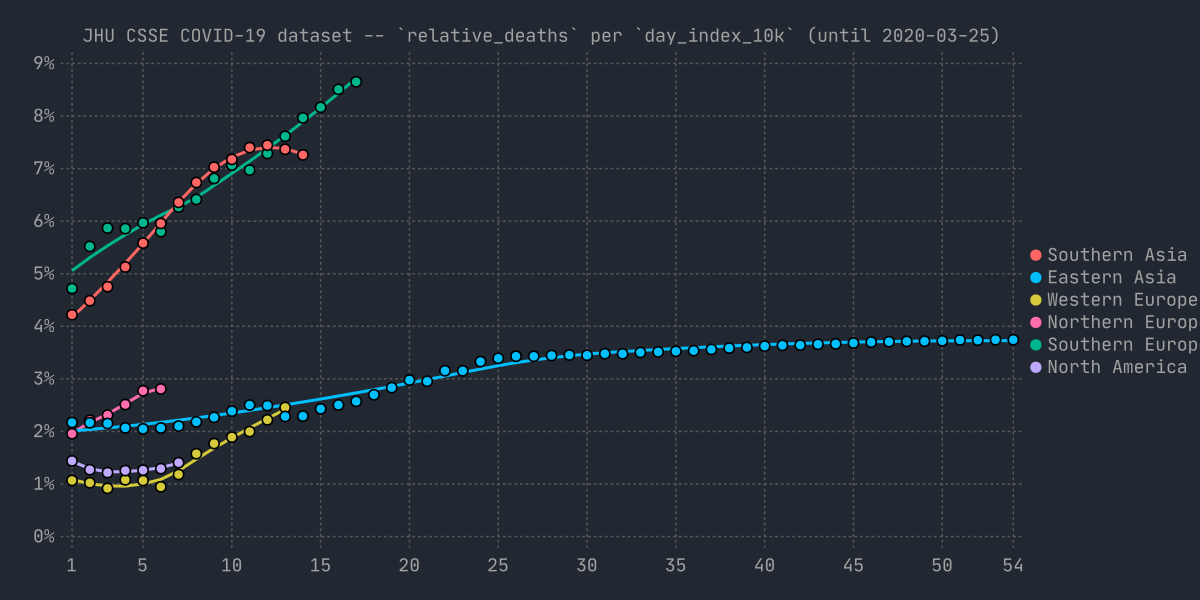 JHU CSSE COVID-19 dataset -- `relative_deaths` per `day_index_10k` (until 2020-03-25)
9%
8%
7%
6%
5%
4%
3%
2%
1%
0%
1 5 10 15 20 25 30 35 40 45 50 54
Southern Asia
Eastern Asia
Western Europe
Northern Europ
Southern Europ
North America